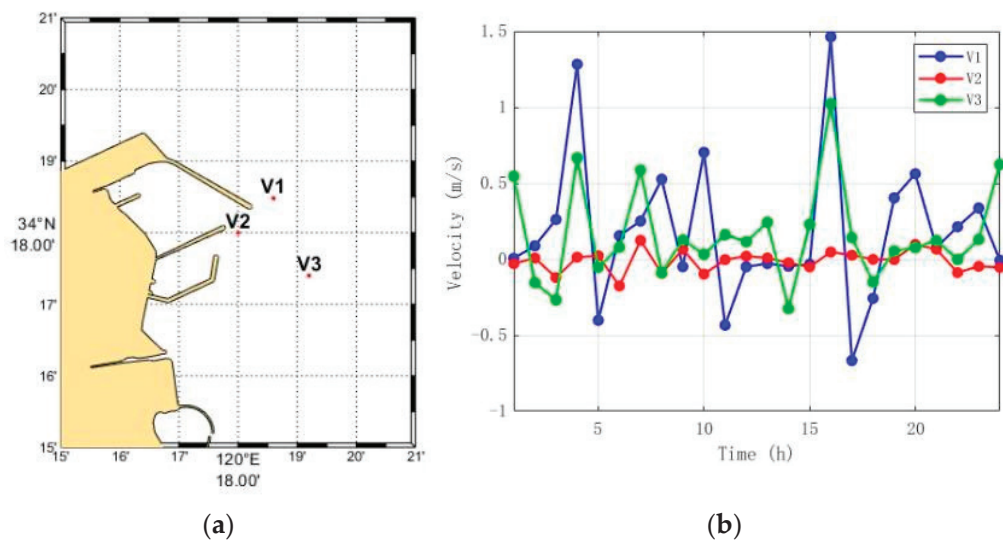 21'
20'
19'
34°N
18.00'
17'
16'
15'
15'
16'
17'
120°E
18.00'
19'
20'
21'
V1
V2
V3
(a)
1.5
1
0.5
0
-0.5
-1
Velocity (m/s)
5
10
15
20
Time (h)
V1
V2
V3
(b)